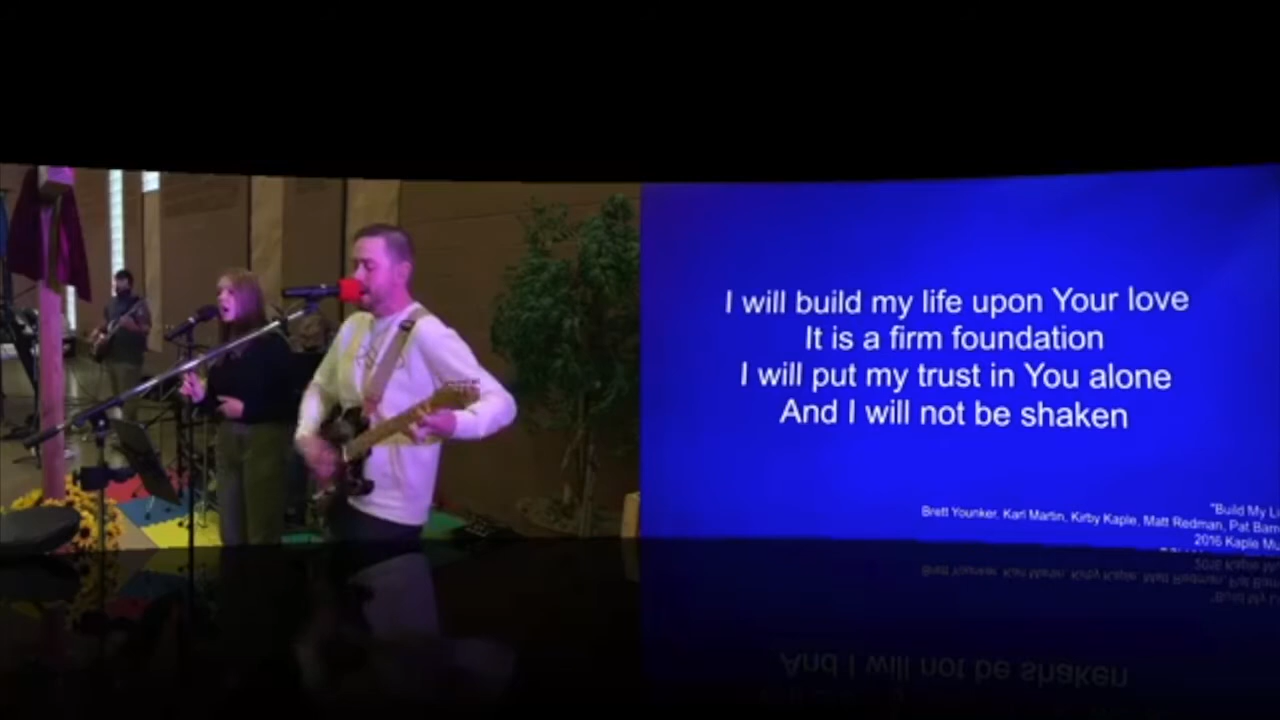 I will build my life upon Your love
It is a firm foundation
I will put my trust in You alone
And I will not be shaken
"Build My
Brett Younker, Karl Martin, Kirby Kaple, Matt Redman, Pat
2016 Kaple